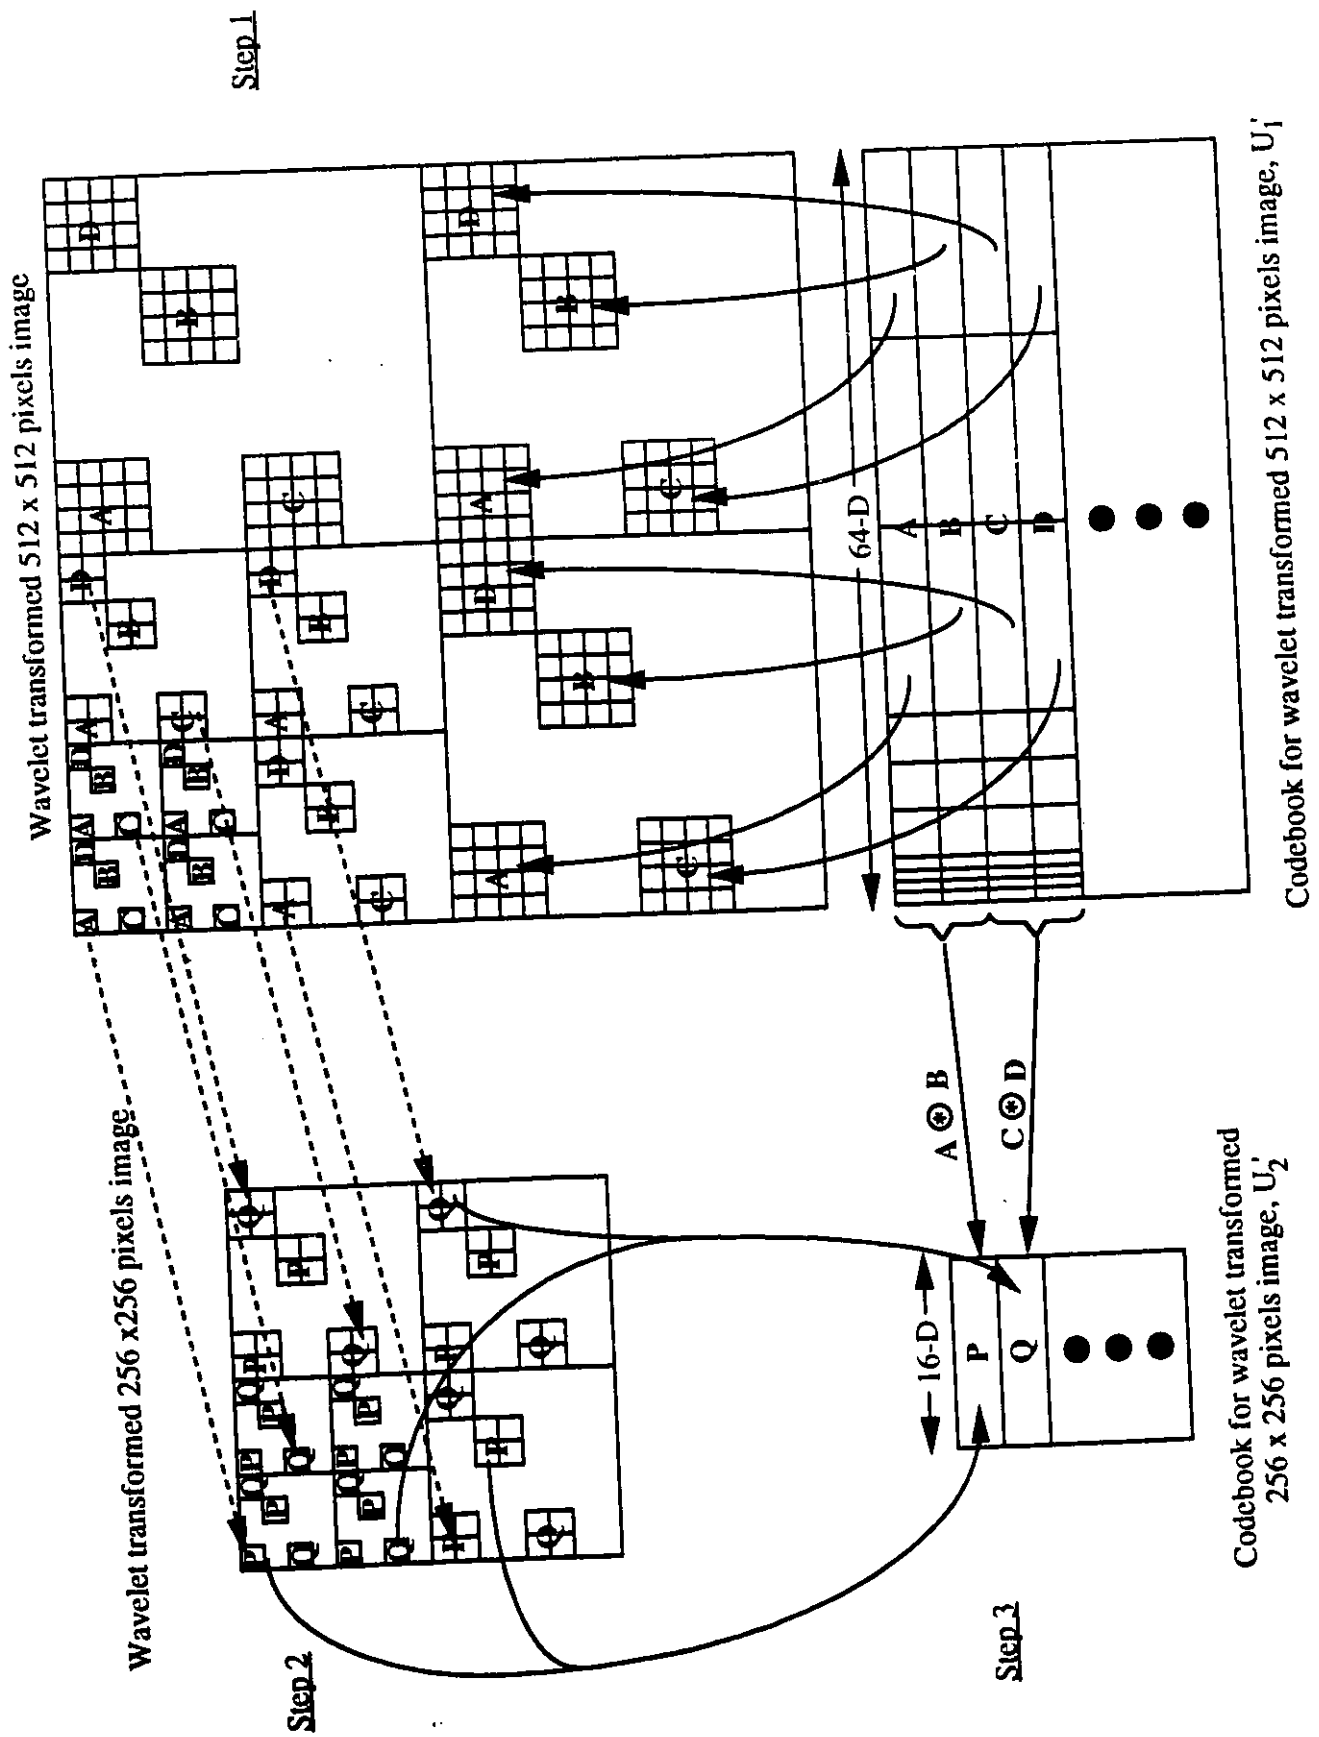 Wavelet transformed 512 x 512 pixels image
Step 1
Wavelet transformed 256 x256 pixels image
Step 2
64-D
A
B
C
D
Codebook for wavelet transformed 512 x 512 pixels image, U1'
A ⊛ B
C ⊛ D
16-D
P
Q
Step 3
Codebook for wavelet transformed
256 x 256 pixels image, U2'